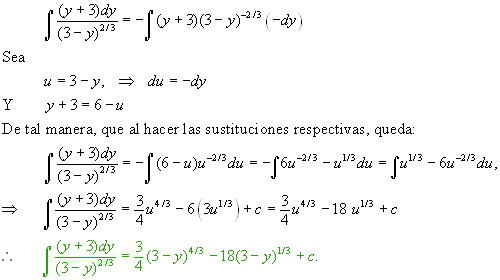 ∫ (y + 3)dy / (3 − y)^{2/3} = −∫ (y + 3)(3 − y)^{−2/3} (−dy)
Sea
u = 3 − y, ⇒ du = −dy
Y y + 3 = 6 − u
De tal manera, que al hacer las sustituciones respectivas, queda:
∫ (y + 3)dy / (3 − y)^{2/3} = −∫ (6 − u)u^{−2/3}du = −∫ 6u^{−2/3} − u^{1/3}du = ∫ u^{1/3} − 6u^{−2/3}du,
⇒ ∫ (y + 3)dy / (3 − y)^{2/3} = 3/4 u^{4/3} − 6(3u^{1/3}) + c = 3/4 u^{4/3} − 18 u^{1/3} + c
∴ ∫ (y + 3)dy / (3 − y)^{2/3} = 3/4 (3 − y)^{4/3} − 18(3 − y)^{1/3} + c.